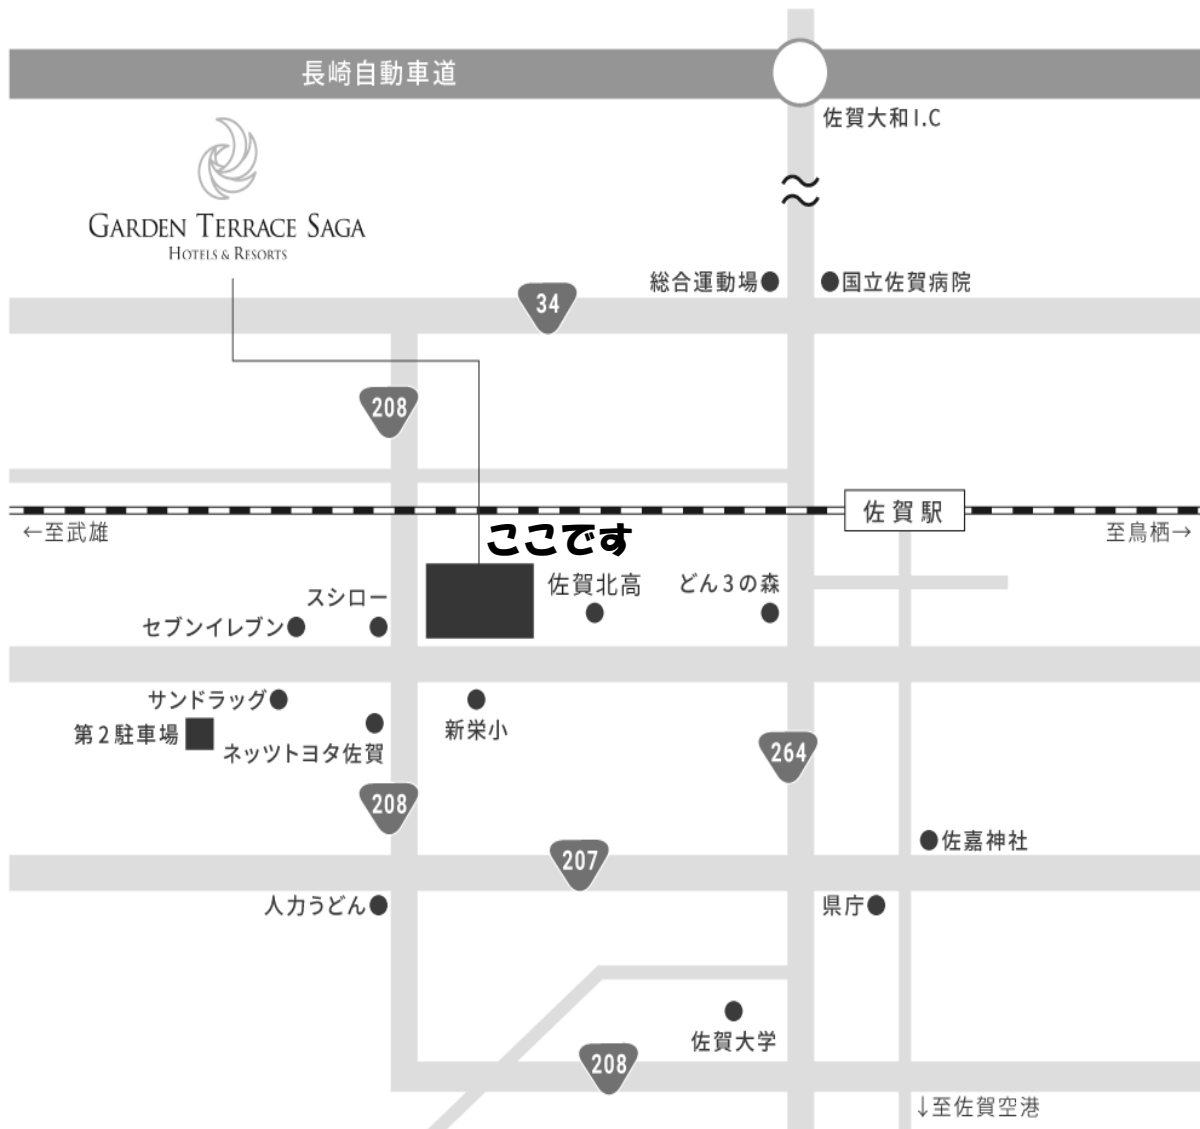 長崎自動車道
佐賀大和I.C
GARDEN TERRACE SAGA
HOTELS & RESORTS
総合運動場
国立佐賀病院
34
208
佐賀駅
←至武雄
ここです
至鳥栖→
スシロー
佐賀北高
どん3の森
セブンイレブン
サンドラッグ
第2駐車場
ネッツトヨタ佐賀
新栄小
264
208
佐嘉神社
207
人力うどん
県庁
佐賀大学
208
↓至佐賀空港